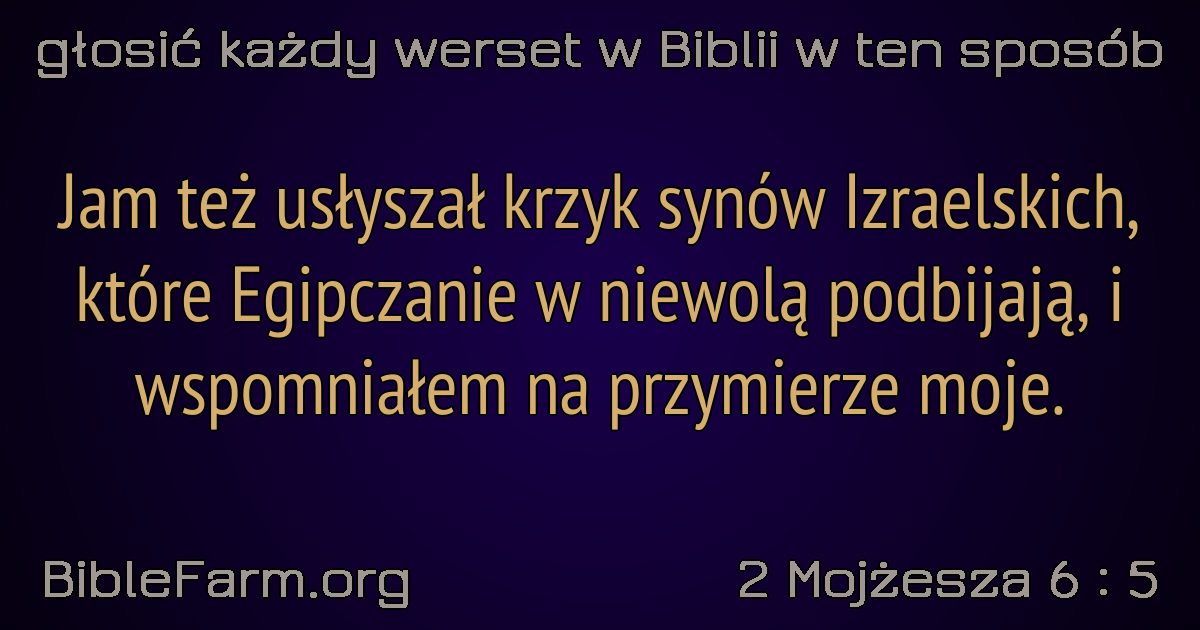 głosić każdy werset w Biblii w ten sposób
Jam też usłyszał krzyk synów Izraelskich,
które Egipczanie w niewolą podbijają, i
wspomniałem na przymierze moje.
BibleFarm.org
2 Mojżesza 6 : 5